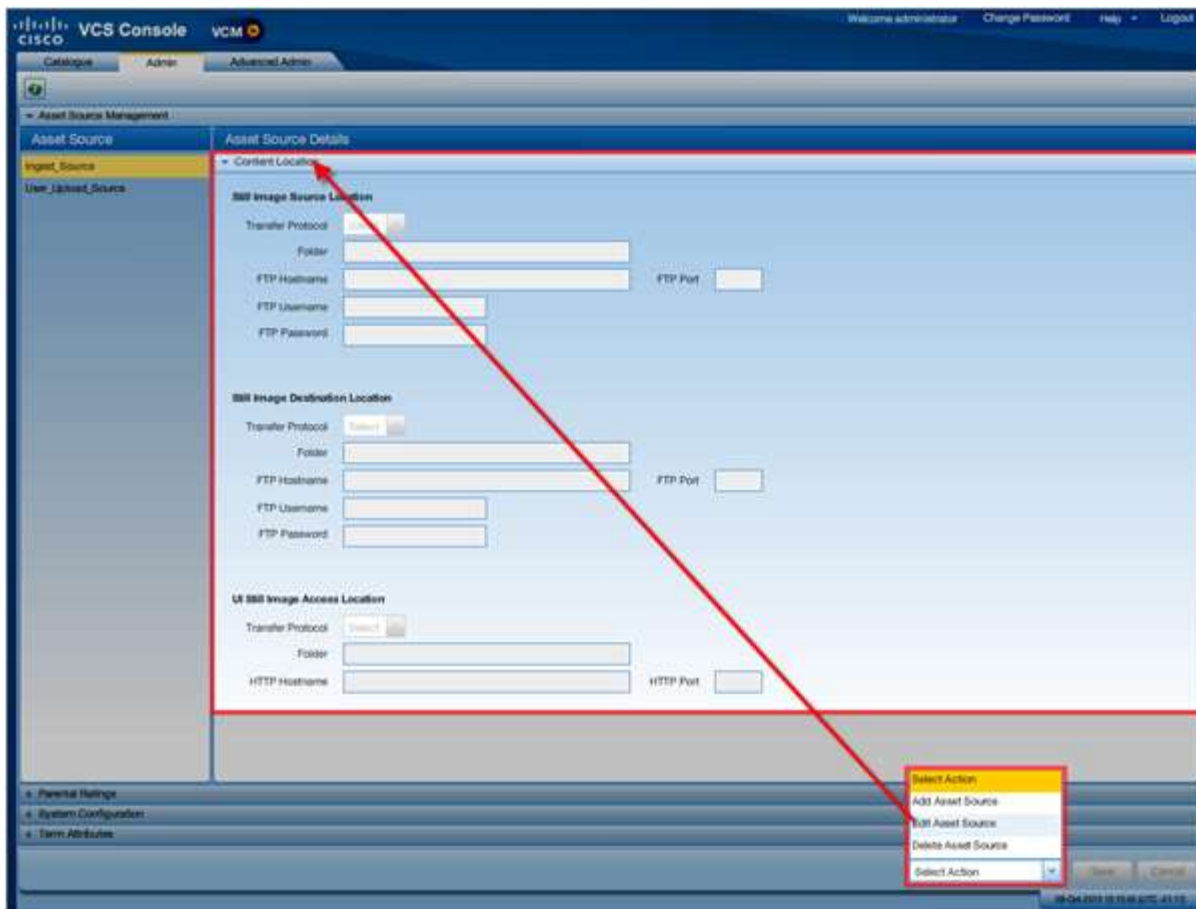 Welcome administrator Change Password Help Logout
CISCO VCS Console VCM
Catalogue Admin Advanced Admin
Asset Source Management
Asset Source Asset Source Details
Ingest_Source
User_Upload_Source
Content Location
Still Image Source Location
Transfer Protocol
Folder
FTP Hostname FTP Port
FTP Username
FTP Password
Still Image Destination Location
Transfer Protocol Select
Folder
FTP Hostname FTP Port
FTP Username
FTP Password
UI Still Image Access Location
Transfer Protocol Select
Folder
HTTP Hostname HTTP Port
Select Action
Add Asset Source
Edit Asset Source
Delete Asset Source
Select Action Save Cancel
Parental Ratings
System Configuration
Term Attributes